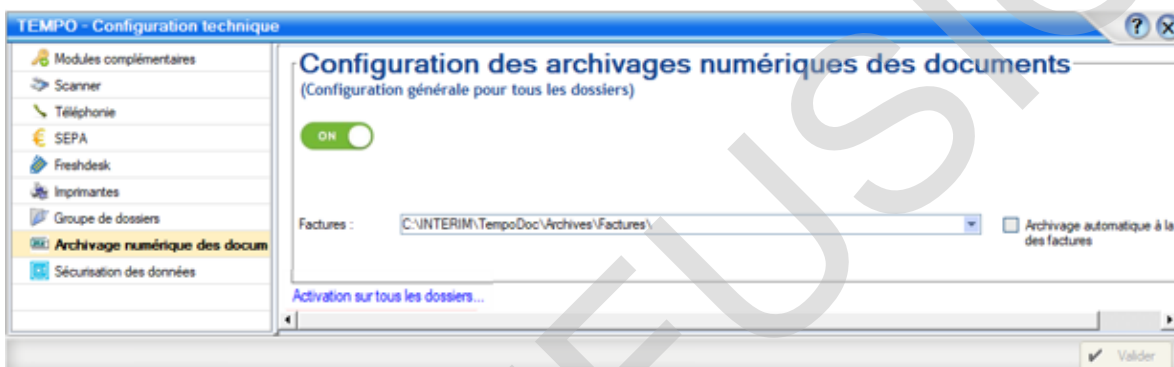 TEMPO - Configuration technique
?
Modules complémentaires
Scanner
Téléphonie
SEPA
Freshdesk
Imprimantes
Groupe de dossiers
Archivage numérique des docum
Sécurisation des données
Configuration des archivages numériques des documents
(Configuration générale pour tous les dossiers)
ON
Factures :
C:\INTERIM\TempoDoc\Archives\Factures\
Archivage automatique à la
des factures
Activation sur tous les dossiers...
Valider